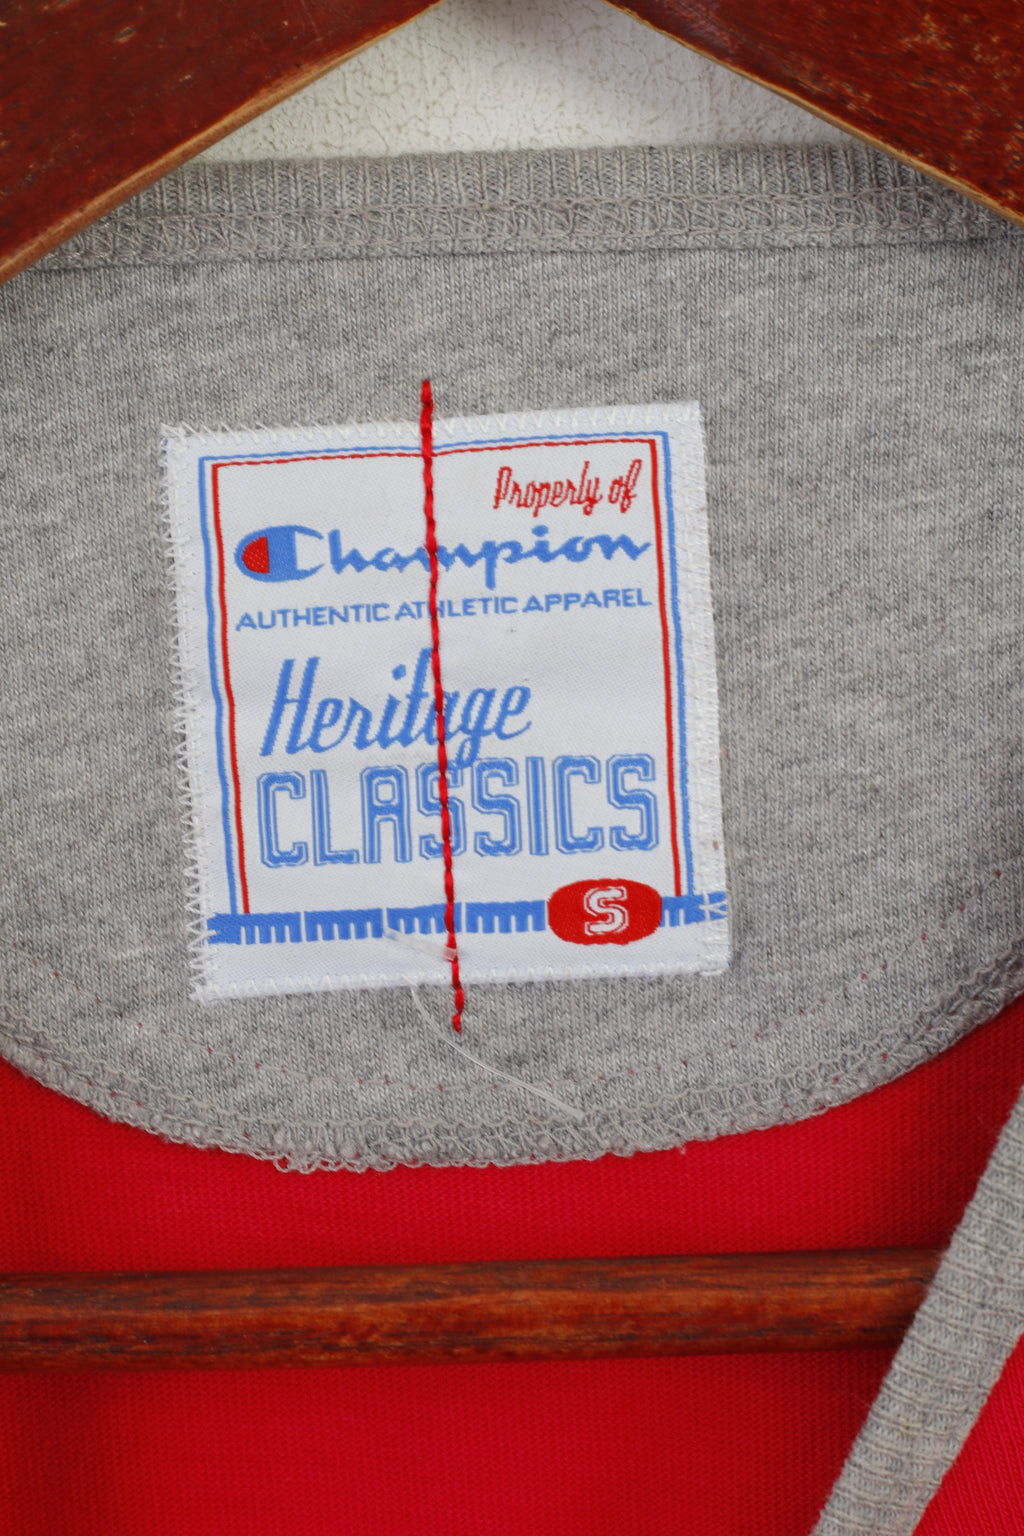 Property of
Champion
AUTHENTIC ATHLETIC APPAREL
Heritage
CLASSICS
S